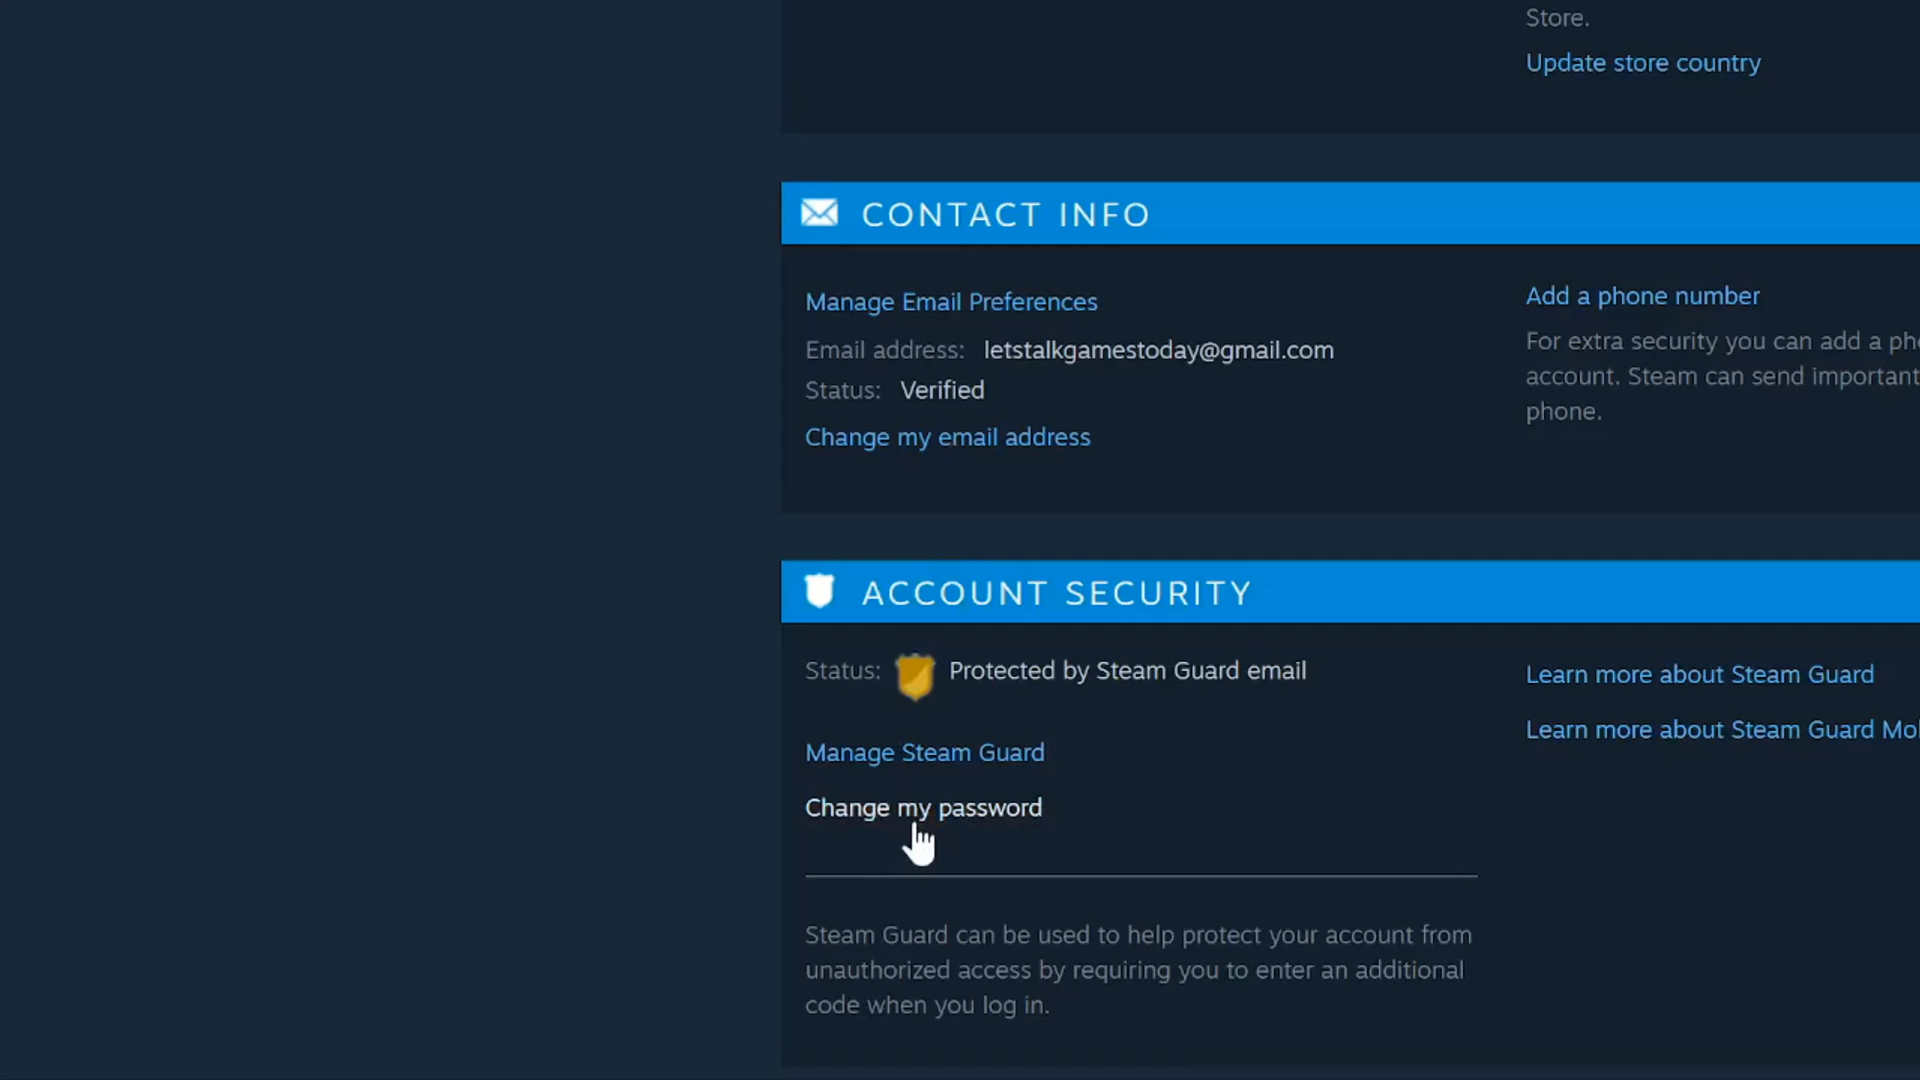 Store.
Update store country
CONTACT INFO
Manage Email Preferences
Add a phone number
Email address: letstalkgamestoday@gmail.com
For extra security you can add a
Status: Verified
account. Steam can send important
phone.
Change my email address
ACCOUNT SECURITY
Status: Protected by Steam Guard email
Learn more about Steam Guard
Learn more about Steam Guard
Manage Steam Guard
Change my password
Steam Guard can be used to help protect your account from
unauthorized access by requiring you to enter an additional
code when you log in.